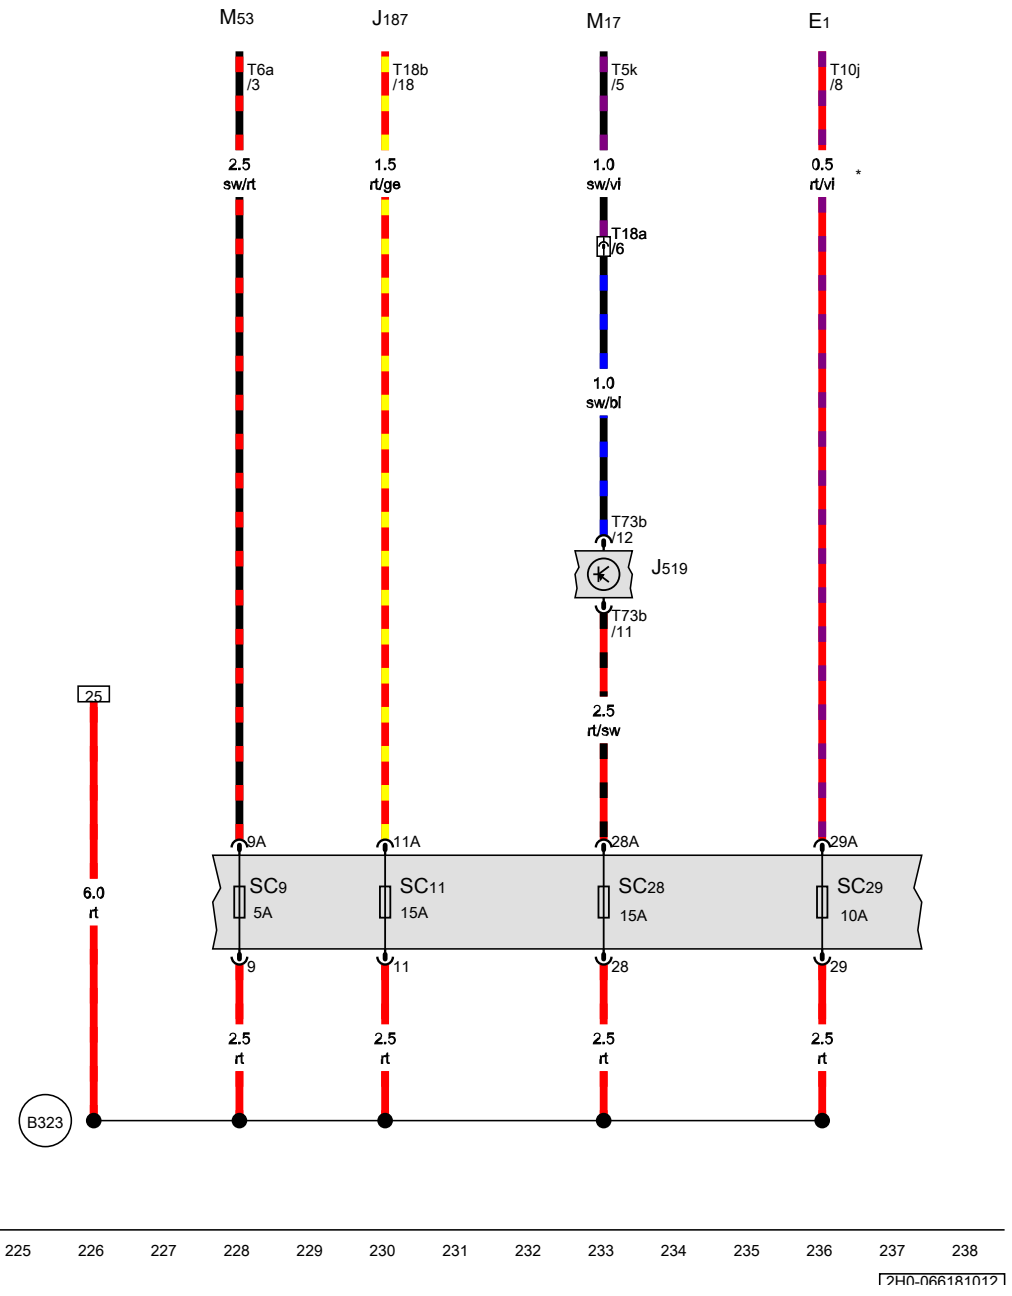 M53 J187 M17 E1
T6a T18b T5k T10j
/3 /18 /5 /8
2.5 1.5 1.0 0.5
sw/rt rt/ge sw/vi rt/vi *
T18a
/6
1.0
sw/bl
T73b
/12
J519
T73b
/11
25
2.5
rt/sw
9A 11A 28A 29A
6.0
rt
SC9 SC11 SC28 SC29
5A 15A 15A 10A
9 11 28 29
2.5 2.5 2.5 2.5
rt rt rt rt
B323
225 226 227 228 229 230 231 232 233 234 235 236 237 238
2H0-066181012